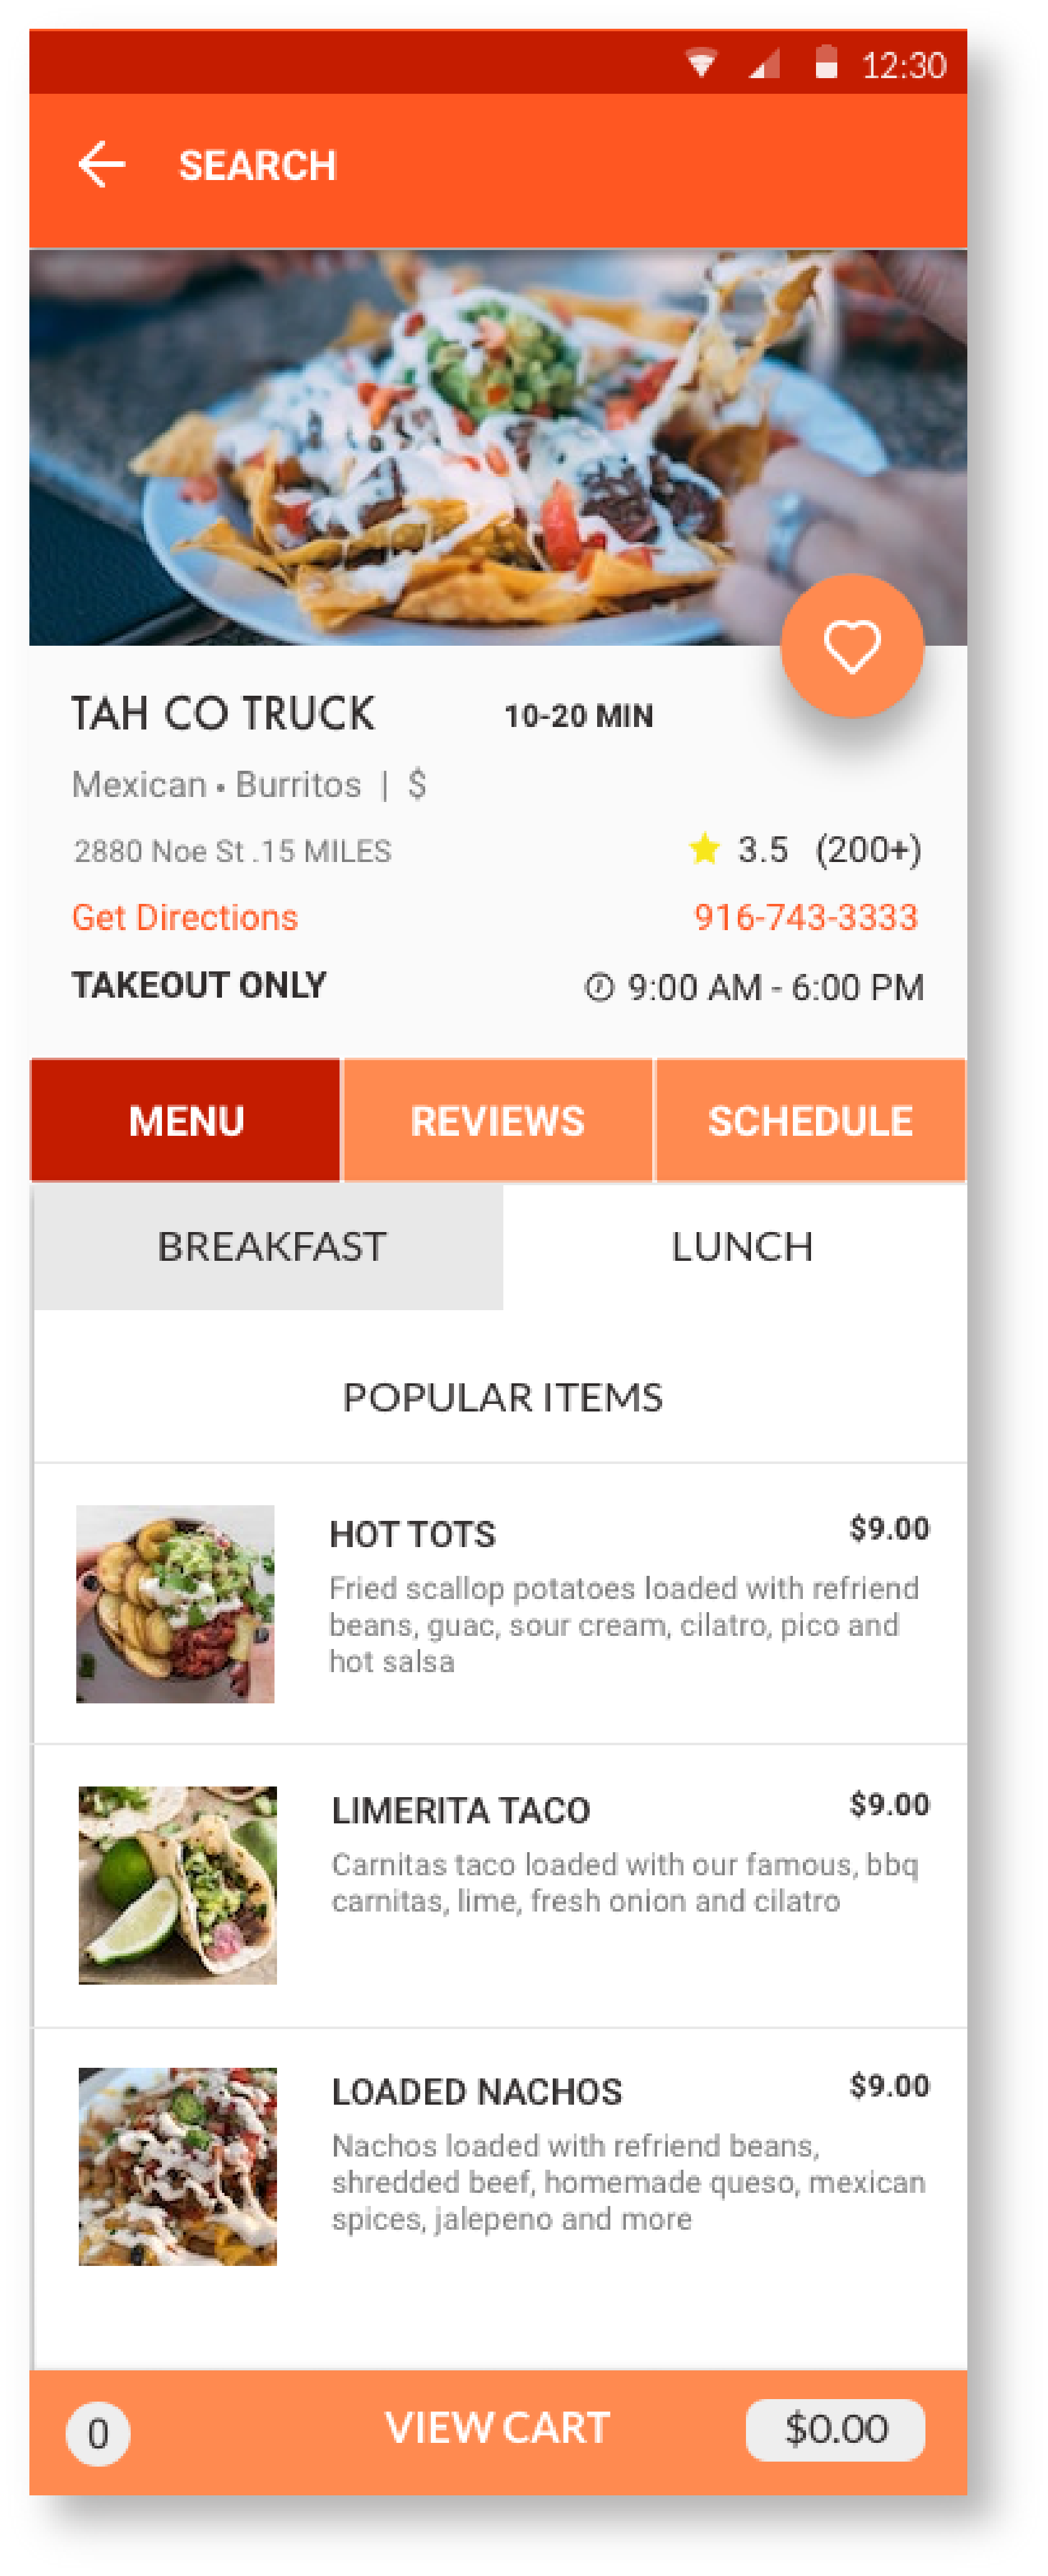 12:30
SEARCH
TAH CO TRUCK 10-20 MIN
Mexican • Burritos | $
2880 Noe St .15 MILES 3.5 (200+)
Get Directions 916-743-3333
TAKEOUT ONLY 9:00 AM - 6:00 PM
MENU REVIEWS SCHEDULE
BREAKFAST LUNCH
POPULAR ITEMS
HOT TOTS $9.00
Fried scallop potatoes loaded with refriend
beans, guac, sour cream, cilatro, pico and
hot salsa
LIMERITA TACO $9.00
Carnitas taco loaded with our famous, bbq
carnitas, lime, fresh onion and cilatro
LOADED NACHOS $9.00
Nachos loaded with refriend beans,
shredded beef, homemade queso, mexican
spices, jalepeno and more
0 VIEW CART $0.00